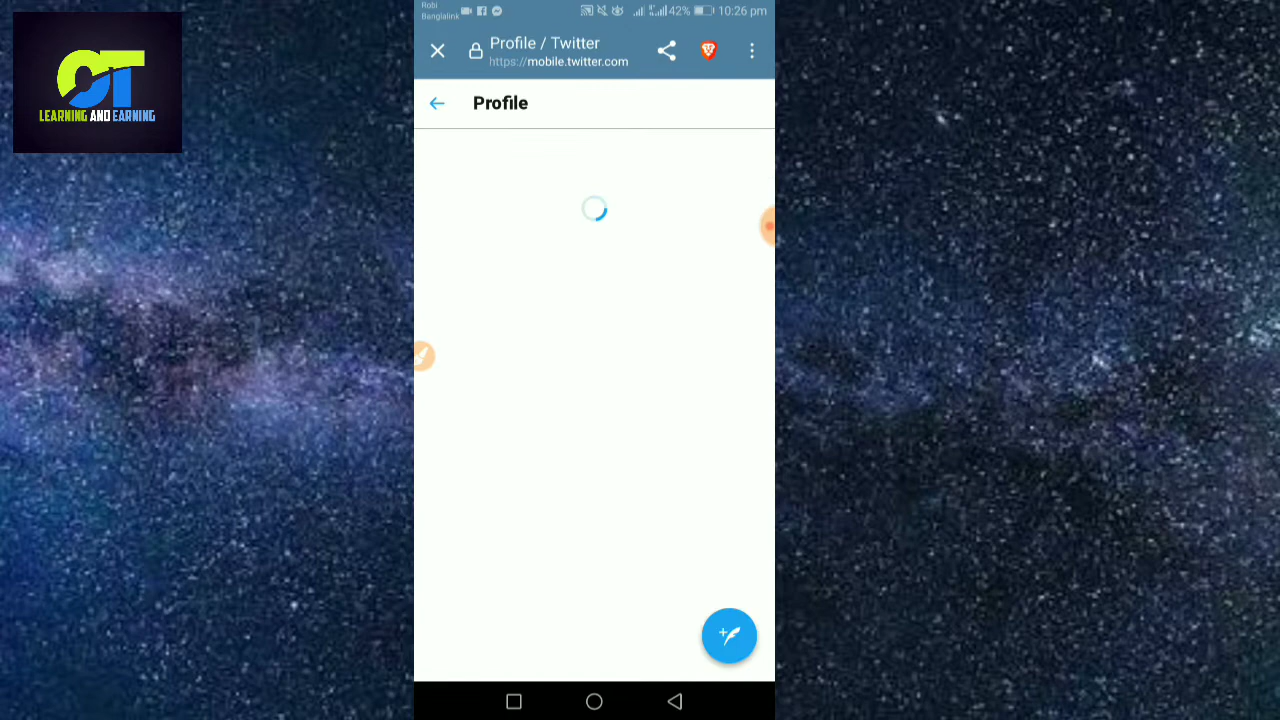 Robi
Banglalink
42%
10:26 pm
Profile / Twitter
https://mobile.twitter.com
Profile
OT
LEARNING AND EARNING